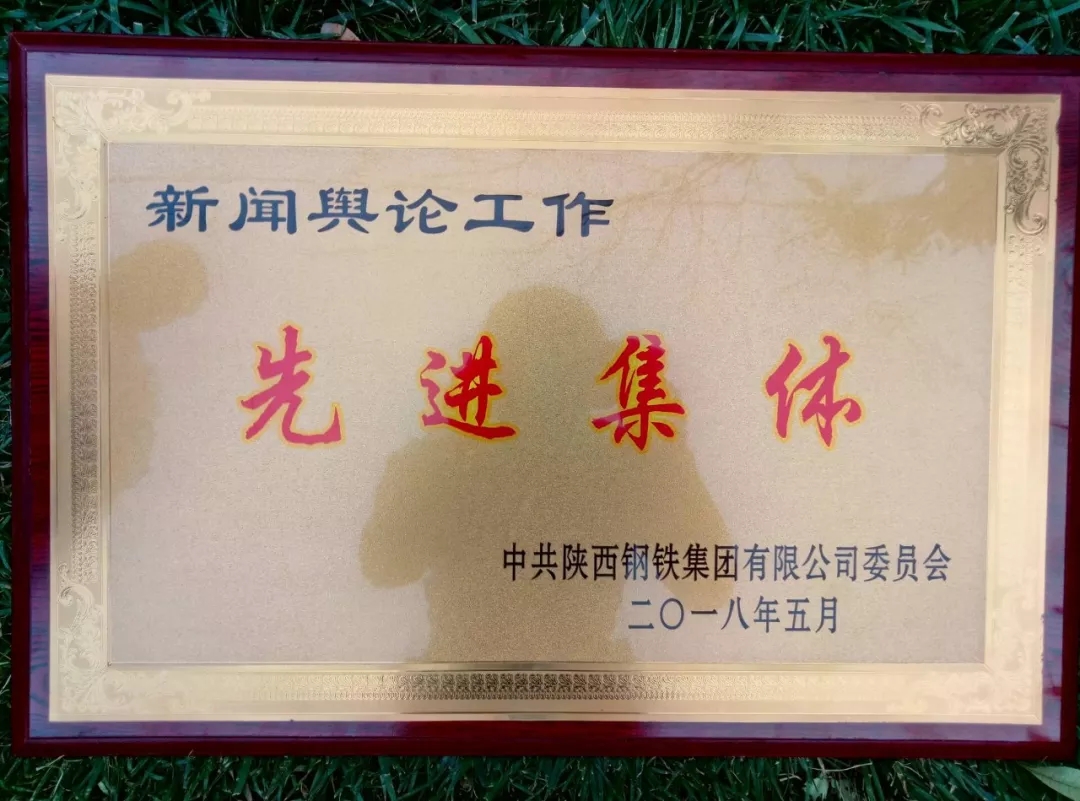 新闻舆论工作
先进集体
中共陕西钢铁集团有限公司委员会
二〇一八年五月